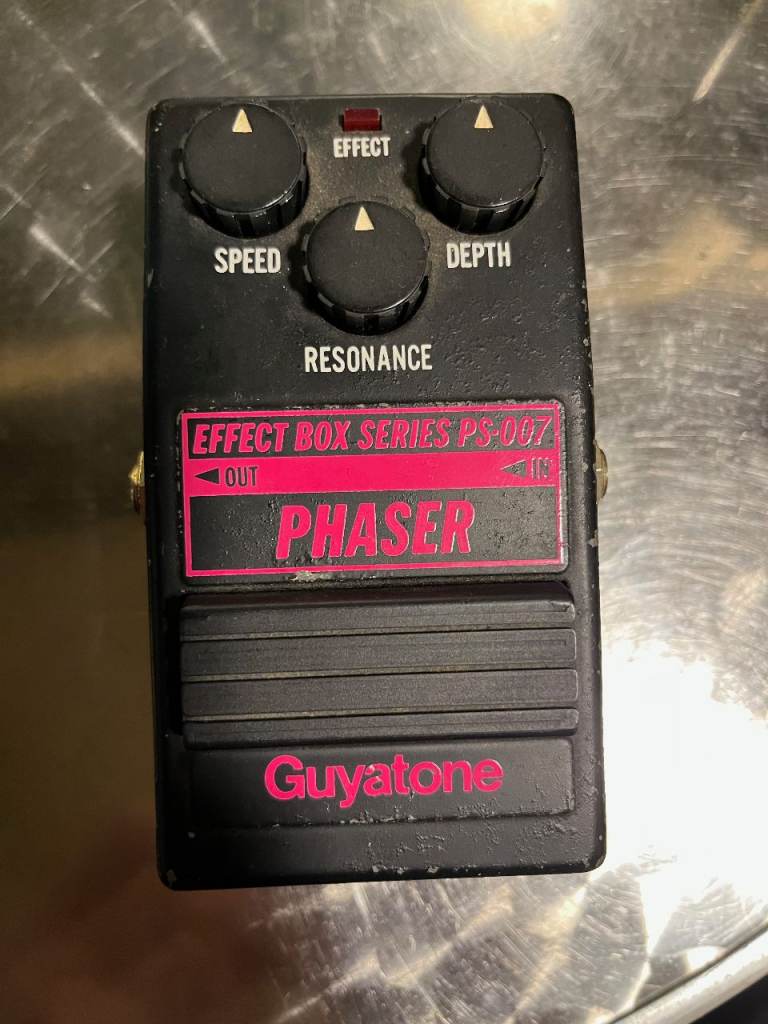 EFFECT
SPEED
DEPTH
RESONANCE
EFFECT BOX SERIES PS-007
OUT IN
PHASER
Guyatone